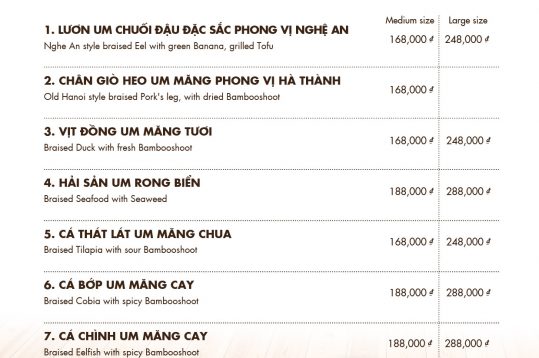 Medium size Large size
1. LƯƠN UM CHUỐI ĐẬU ĐẶC SẮC PHONG VỊ NGHỆ AN 168,000 ₫ 248,000 ₫
Nghe An style braised Eel with green Banana, grilled Tofu
2. CHÂN GIÒ HEO UM MĂNG PHONG VỊ HÀ THÀNH 168,000 ₫
Old Hanoi style braised Pork's leg, with dried Bambooshoot
3. VỊT ĐỒNG UM MĂNG TƯƠI 168,000 ₫ 248,000 ₫
Braised Duck with fresh Bambooshoot
4. HẢI SẢN UM RONG BIỂN 188,000 ₫ 288,000 ₫
Braised Seafood with Seaweed
5. CÁ THÁT LÁT UM MĂNG CHUA 168,000 ₫ 248,000 ₫
Braised Tilapia with sour Bambooshoot
6. CÁ BỚP UM MĂNG CAY 188,000 ₫ 288,000 ₫
Braised Cobia with spicy Bambooshoot
7. CÁ CHÌNH UM MĂNG CAY 188,000 ₫ 288,000 ₫
Braised Eelfish with spicy Bambooshoot